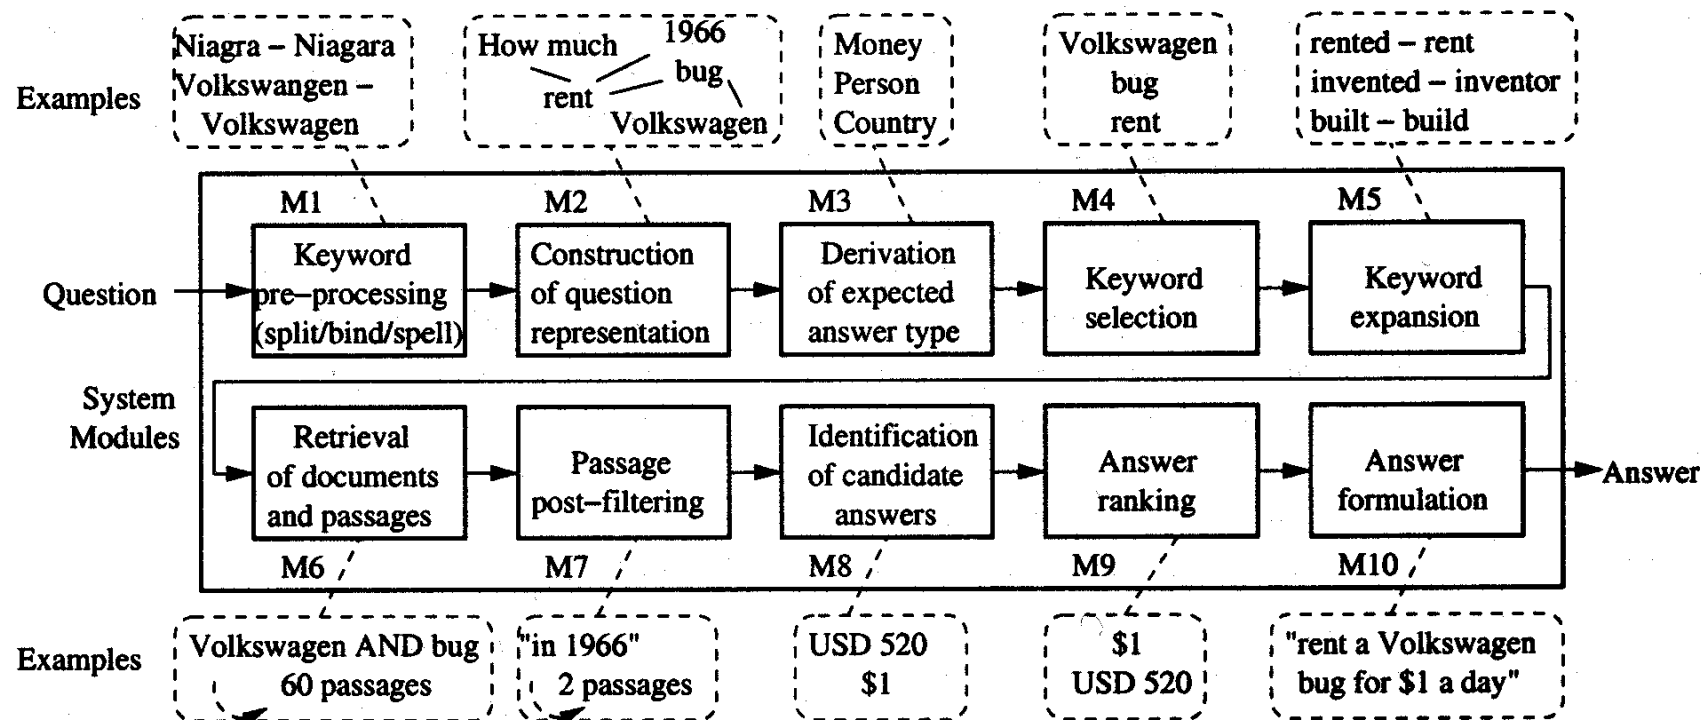 Examples
Niagra – Niagara
Volkswangen –
Volkswagen
How much
1966
bug
rent
Volkswagen
Money
Person
Country
Volkswagen
bug
rent
rented – rent
invented – inventor
built – build
M1
M2
M3
M4
M5
Question
Keyword
pre–processing
(split/bind/spell)
Construction
of question
representation
Derivation
of expected
answer type
Keyword
selection
Keyword
expansion
System
Modules
Retrieval
of documents
and passages
Passage
post–filtering
Identification
of candidate
answers
Answer
ranking
Answer
formulation
Answer
M6
M7
M8
M9
M10
Examples
Volkswagen AND bug
60 passages
"in 1966"
2 passages
USD 520
$1
$1
USD 520
"rent a Volkswagen
bug for $1 a day"